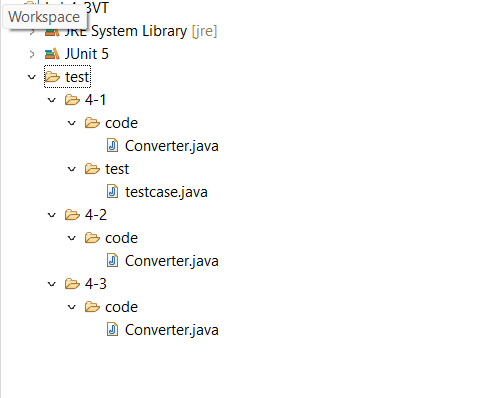 3VT
Workspace
JRE System Library [jre]
JUnit 5
test
4-1
code
Converter.java
test
testcase.java
4-2
code
Converter.java
4-3
code
Converter.java